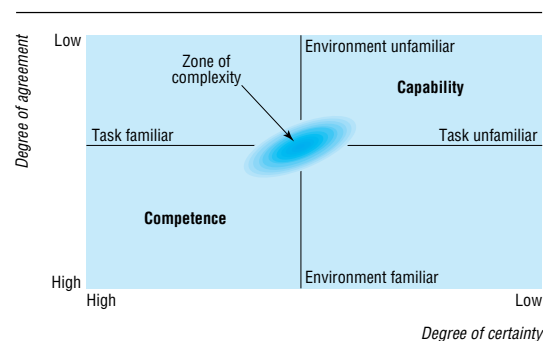 Degree of agreement
Low
Environment unfamiliar
Zone of
complexity
Capability
Task familiar
Task unfamiliar
Competence
High
Environment familiar
High
Low
Degree of certainty